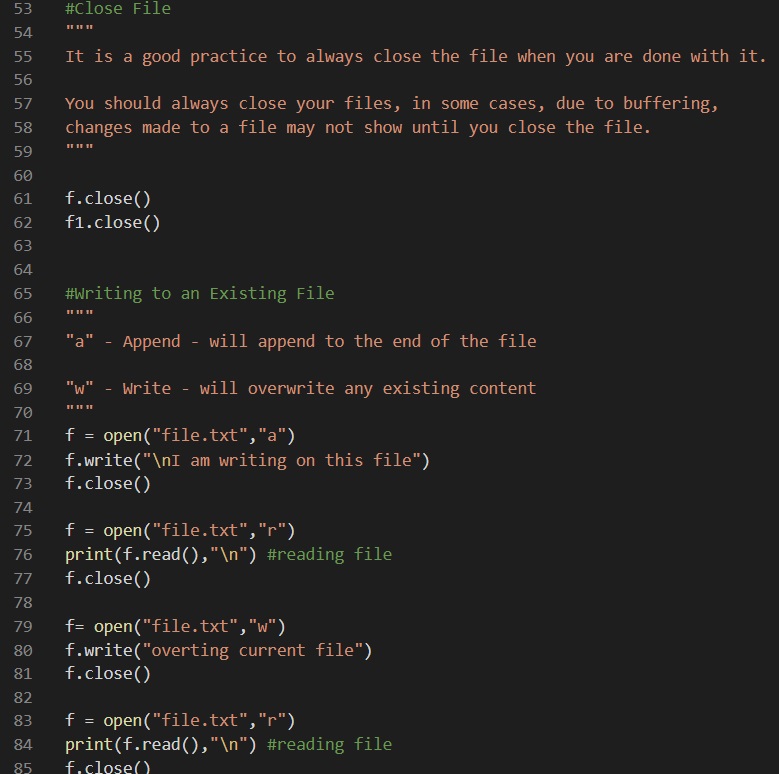 53 #Close File
54 """
55 It is a good practice to always close the file when you are done with it.
56
57 You should always close your files, in some cases, due to buffering,
58 changes made to a file may not show until you close the file.
59 """
60
61 f.close()
62 f1.close()
63
64
65 #Writing to an Existing File
66 """
67 "a" - Append - will append to the end of the file
68
69 "w" - Write - will overwrite any existing content
70 """
71 f = open("file.txt","a")
72 f.write("\nI am writing on this file")
73 f.close()
74
75 f = open("file.txt","r")
76 print(f.read(),"\n") #reading file
77 f.close()
78
79 f= open("file.txt","w")
80 f.write("overting current file")
81 f.close()
82
83 f = open("file.txt","r")
84 print(f.read(),"\n") #reading file
85 f.close()